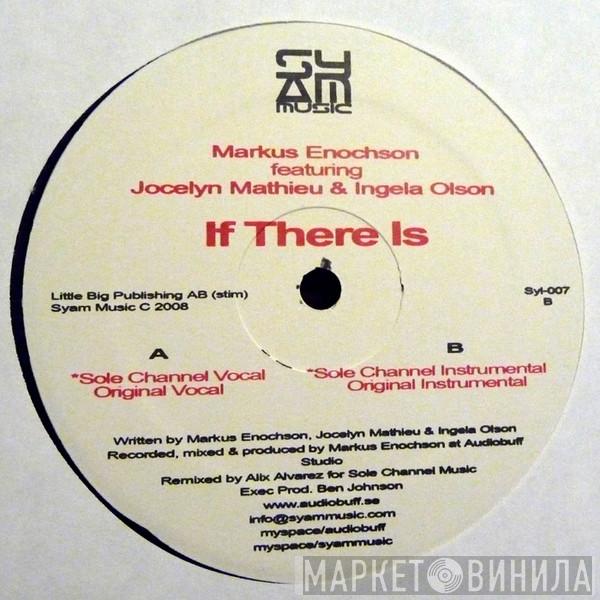 SYAM
MUSIC
Markus Enochson
featuring
Jocelyn Mathieu & Ingela Olson
If There Is
Little Big Publishing AB (stim)
Syam Music C 2008
Syl-007
B
A
*Sole Channel Vocal
Original Vocal
B
*Sole Channel Instrumental
Original Instrumental
Written by Markus Enochson, Jocelyn Mathieu & Ingela Olson
Recorded, mixed & produced by Markus Enochson at Audiobuff
Studio
Remixed by Alix Alvarez for Sole Channel Music
Exec Prod. Ben Johnson
www.audiobuff.se
info@syammusic.com
myspace/audiobuff
myspace/syammusic
МАРКЕТ ВИНИЛА